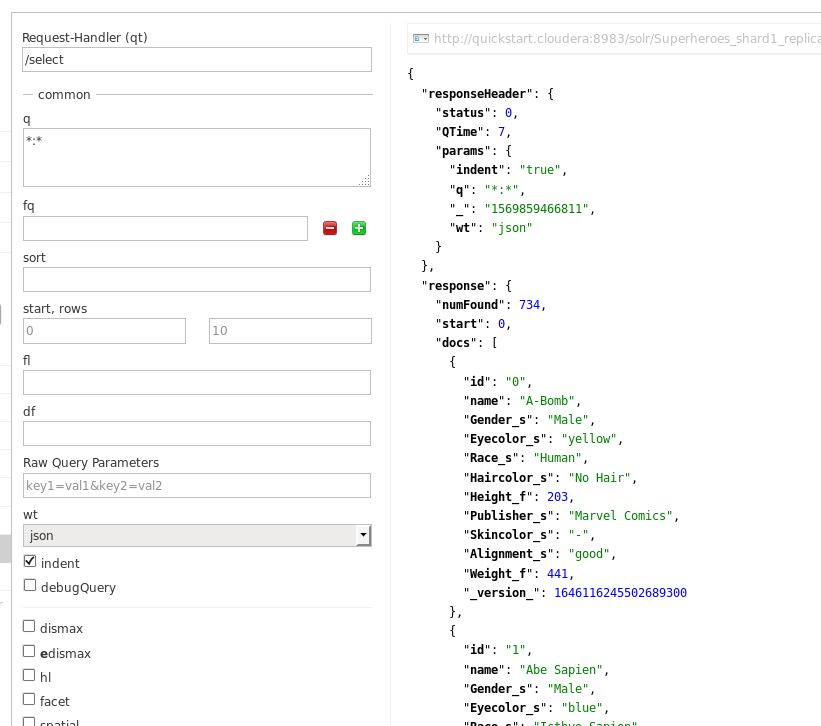 Request-Handler (qt)
/select
common
q
*:*
fq
sort
start, rows
0 10
fl
df
Raw Query Parameters
key1=val1&key2=val2
wt
json
indent
debugQuery
dismax
edismax
hl
facet
spatial
http://quickstart.cloudera:8983/solr/Superheroes_shard1_replica
{
"responseHeader": {
"status": 0,
"QTime": 7,
"params": {
"indent": "true",
"q": "*:*",
"_": "1569859466811",
"wt": "json"
}
},
"response": {
"numFound": 734,
"start": 0,
"docs": [
{
"id": "0",
"name": "A-Bomb",
"Gender_s": "Male",
"Eyecolor_s": "yellow",
"Race_s": "Human",
"Haircolor_s": "No Hair",
"Height_f": 203,
"Publisher_s": "Marvel Comics",
"Skincolor_s": "-",
"Alignment_s": "good",
"Weight_f": 441,
"_version_": 1646116245502689300
},
{
"id": "1",
"name": "Abe Sapien",
"Gender_s": "Male",
"Eyecolor_s": "blue",
"Race_s": "Icthyo Sapien"